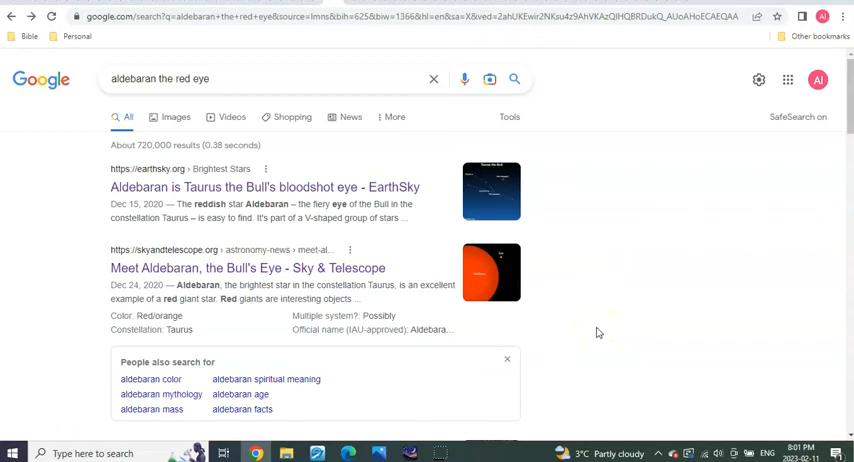 google.com/search?q=aldebaran+the+red+eye&source=lmns&bih=625&biw=1366&hl=en&sa=X&ved=2ahUKEwir2NKsu4z9AhVKAzQIHQBRDukQ_AUoAHoECAEQAA
AI
Bible
Personal
Other bookmarks
Google
aldebaran the red eye
AI
All
Images
Videos
Shopping
News
More
Tools
SafeSearch on
About 720,000 results (0.38 seconds)
https://earthsky.org › Brightest Stars
Aldebaran is Taurus the Bull's bloodshot eye - EarthSky
Dec 15, 2020 — The reddish star Aldebaran – the fiery eye of the Bull in the
constellation Taurus – is easy to find. It's part of a V-shaped group of stars ...
https://skyandtelescope.org › astronomy-news › meet-al...
Meet Aldebaran, the Bull's Eye - Sky & Telescope
Dec 24, 2020 — Aldebaran, the brightest star in the constellation Taurus, is an excellent
example of a red giant star. Red giants are interesting objects ...
Color: Red/orange
Multiple system?: Possibly
Constellation: Taurus
Official name (IAU-approved): Aldebara...
People also search for
aldebaran color
aldebaran spiritual meaning
aldebaran mythology
aldebaran age
aldebaran mass
aldebaran facts
Type here to search
3°C Partly cloudy
ENG
8:01 PM
2023-02-11